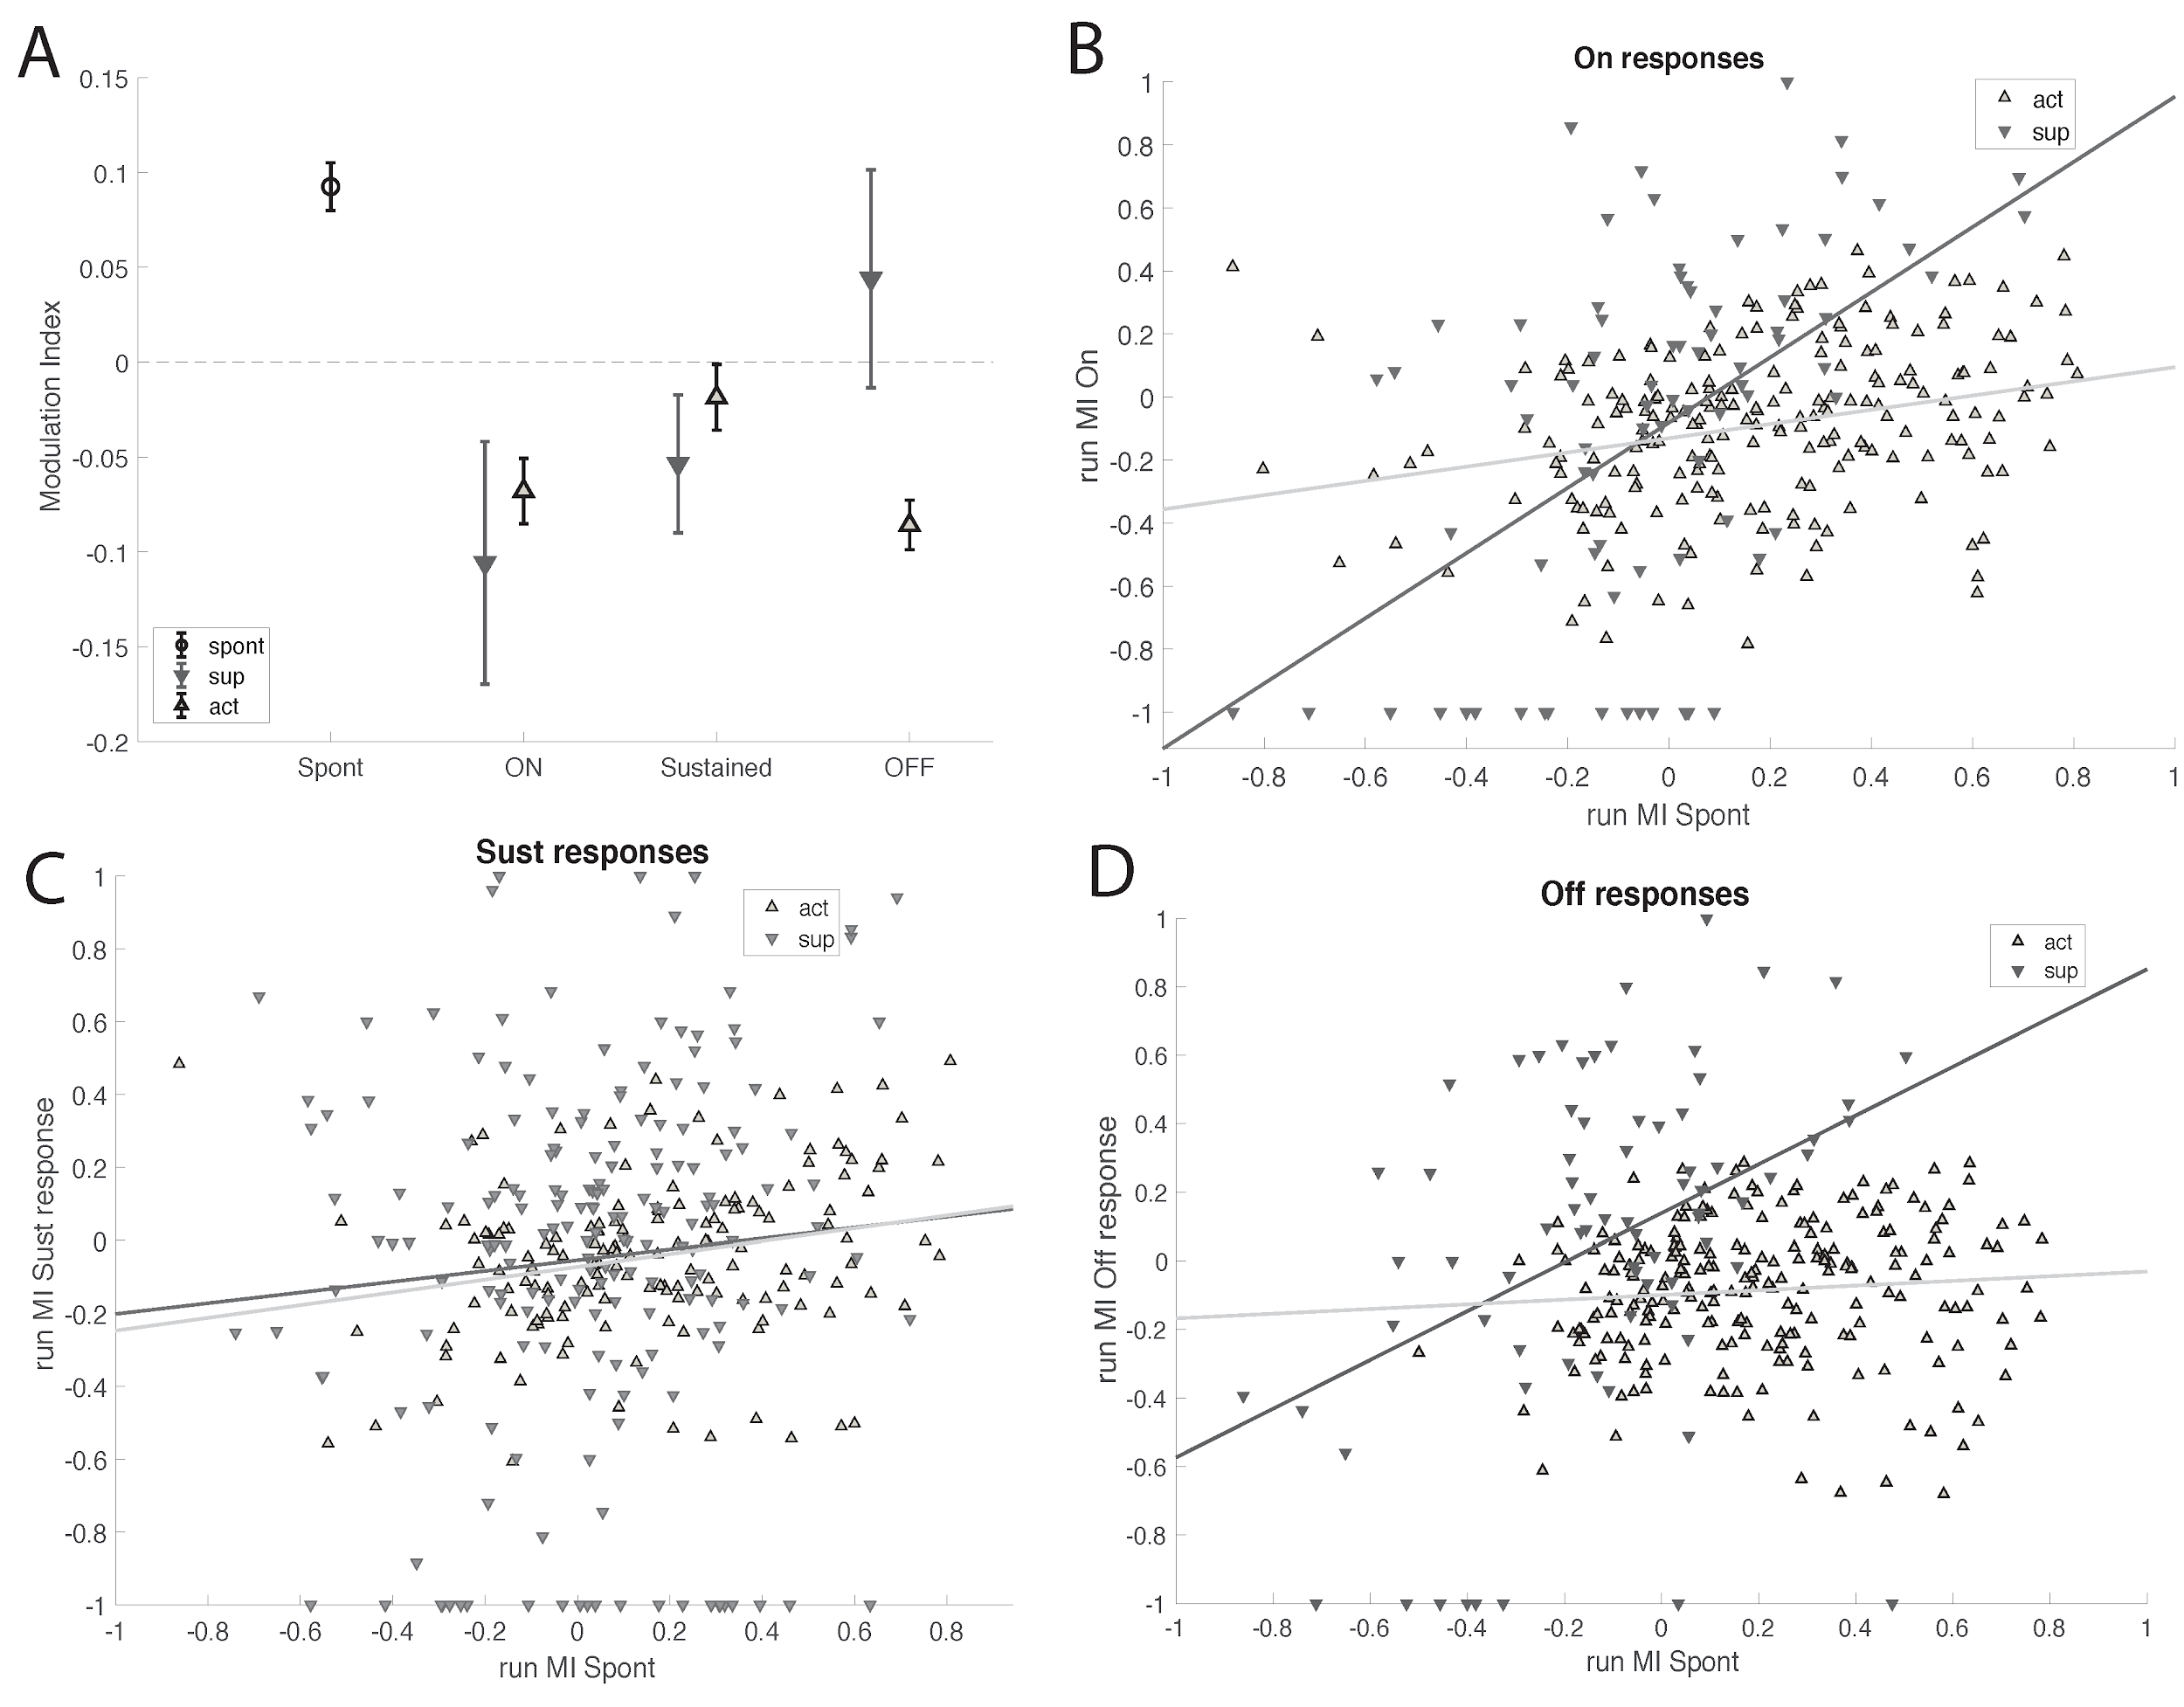 A
0.15
0.1
0.05
0
-0.05
-0.1
-0.15
-0.2
Modulation Index
spont
sup
act
Spont
ON
Sustained
OFF
B
On responses
act
sup
1
0.8
0.6
0.4
0.2
0
-0.2
-0.4
-0.6
-0.8
-1
run MI On
-1
-0.8
-0.6
-0.4
-0.2
0
0.2
0.4
0.6
0.8
1
run MI Spont
C
Sust responses
act
sup
1
0.8
0.6
0.4
0.2
0
-0.2
-0.4
-0.6
-0.8
-1
run MI Sust response
-1
-0.8
-0.6
-0.4
-0.2
0
0.2
0.4
0.6
0.8
run MI Spont
D
Off responses
act
sup
1
0.8
0.6
0.4
0.2
0
-0.2
-0.4
-0.6
-0.8
-1
run MI Off response
-1
-0.8
-0.6
-0.4
-0.2
0
0.2
0.4
0.6
0.8
1
run MI Spont